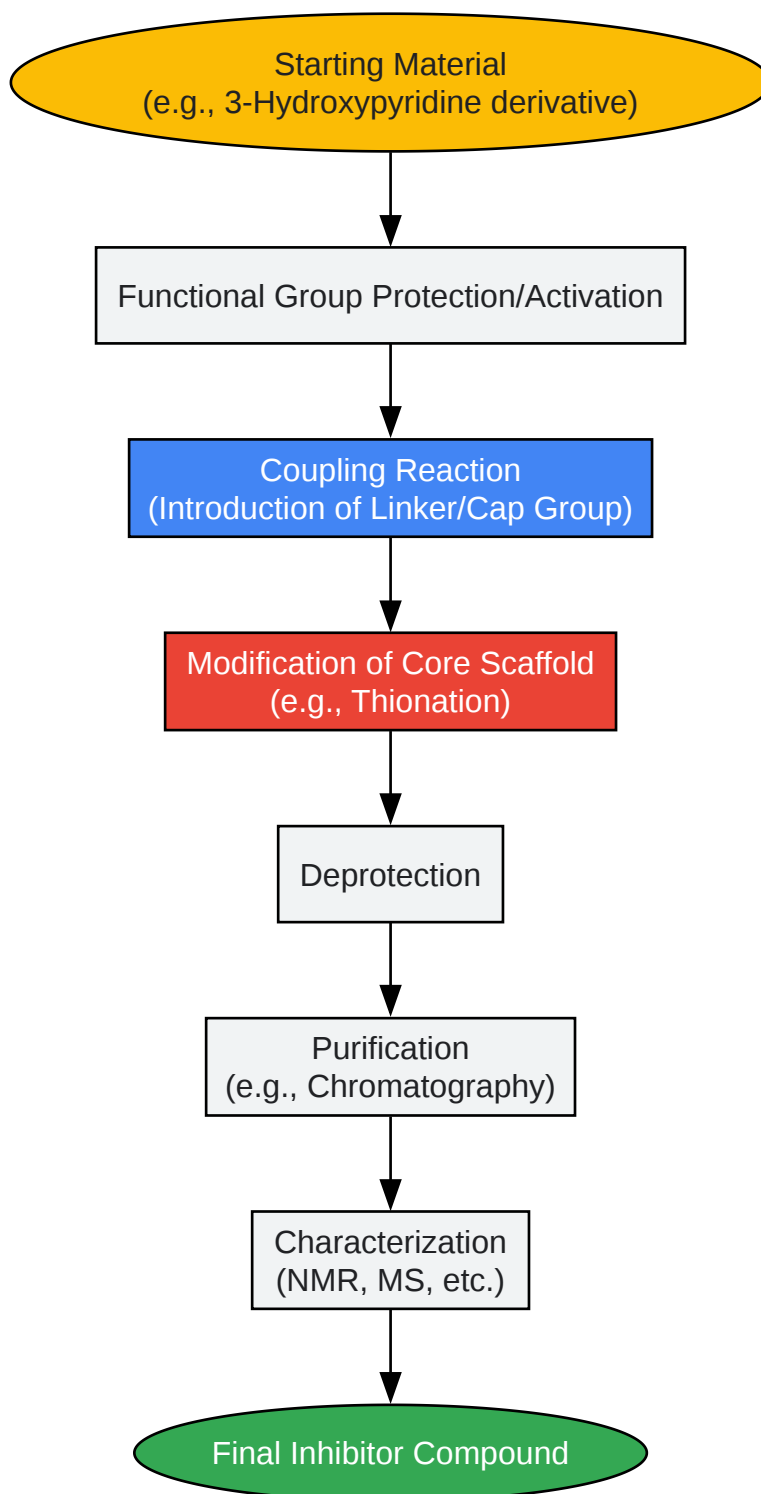 Starting Material
(e.g., 3-Hydroxypyridine derivative)
Functional Group Protection/Activation
Coupling Reaction
(Introduction of Linker/Cap Group)
Modification of Core Scaffold
(e.g., Thionation)
Deprotection
Purification
(e.g., Chromatography)
Characterization
(NMR, MS, etc.)
Final Inhibitor Compound